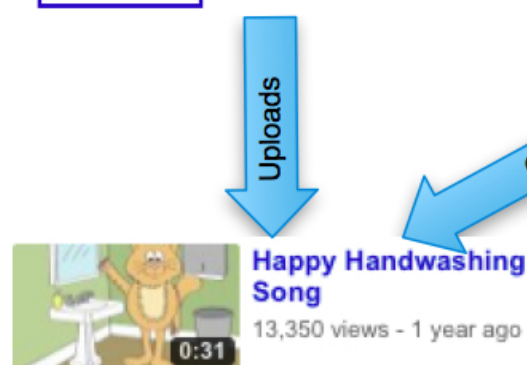 Uploads
Happy Handwashing
Song
13,350 views - 1 year ago
0:31